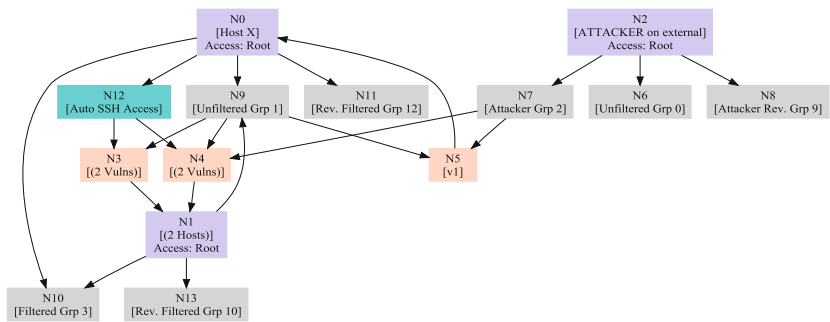 N0
[Host X]
Access: Root
N2
[ATTACKER on external]
Access: Root
N12
[Auto SSH Access]
N9
[Unfiltered Grp 1]
N11
[Rev. Filtered Grp 12]
N7
[Attacker Grp 2]
N6
[Unfiltered Grp 0]
N8
[Attacker Rev. Grp 9]
N3
[(2 Vulns)]
N4
[(2 Vulns)]
N5
[v1]
N1
[(2 Hosts)]
Access: Root
N10
[Filtered Grp 3]
N13
[Rev. Filtered Grp 10]